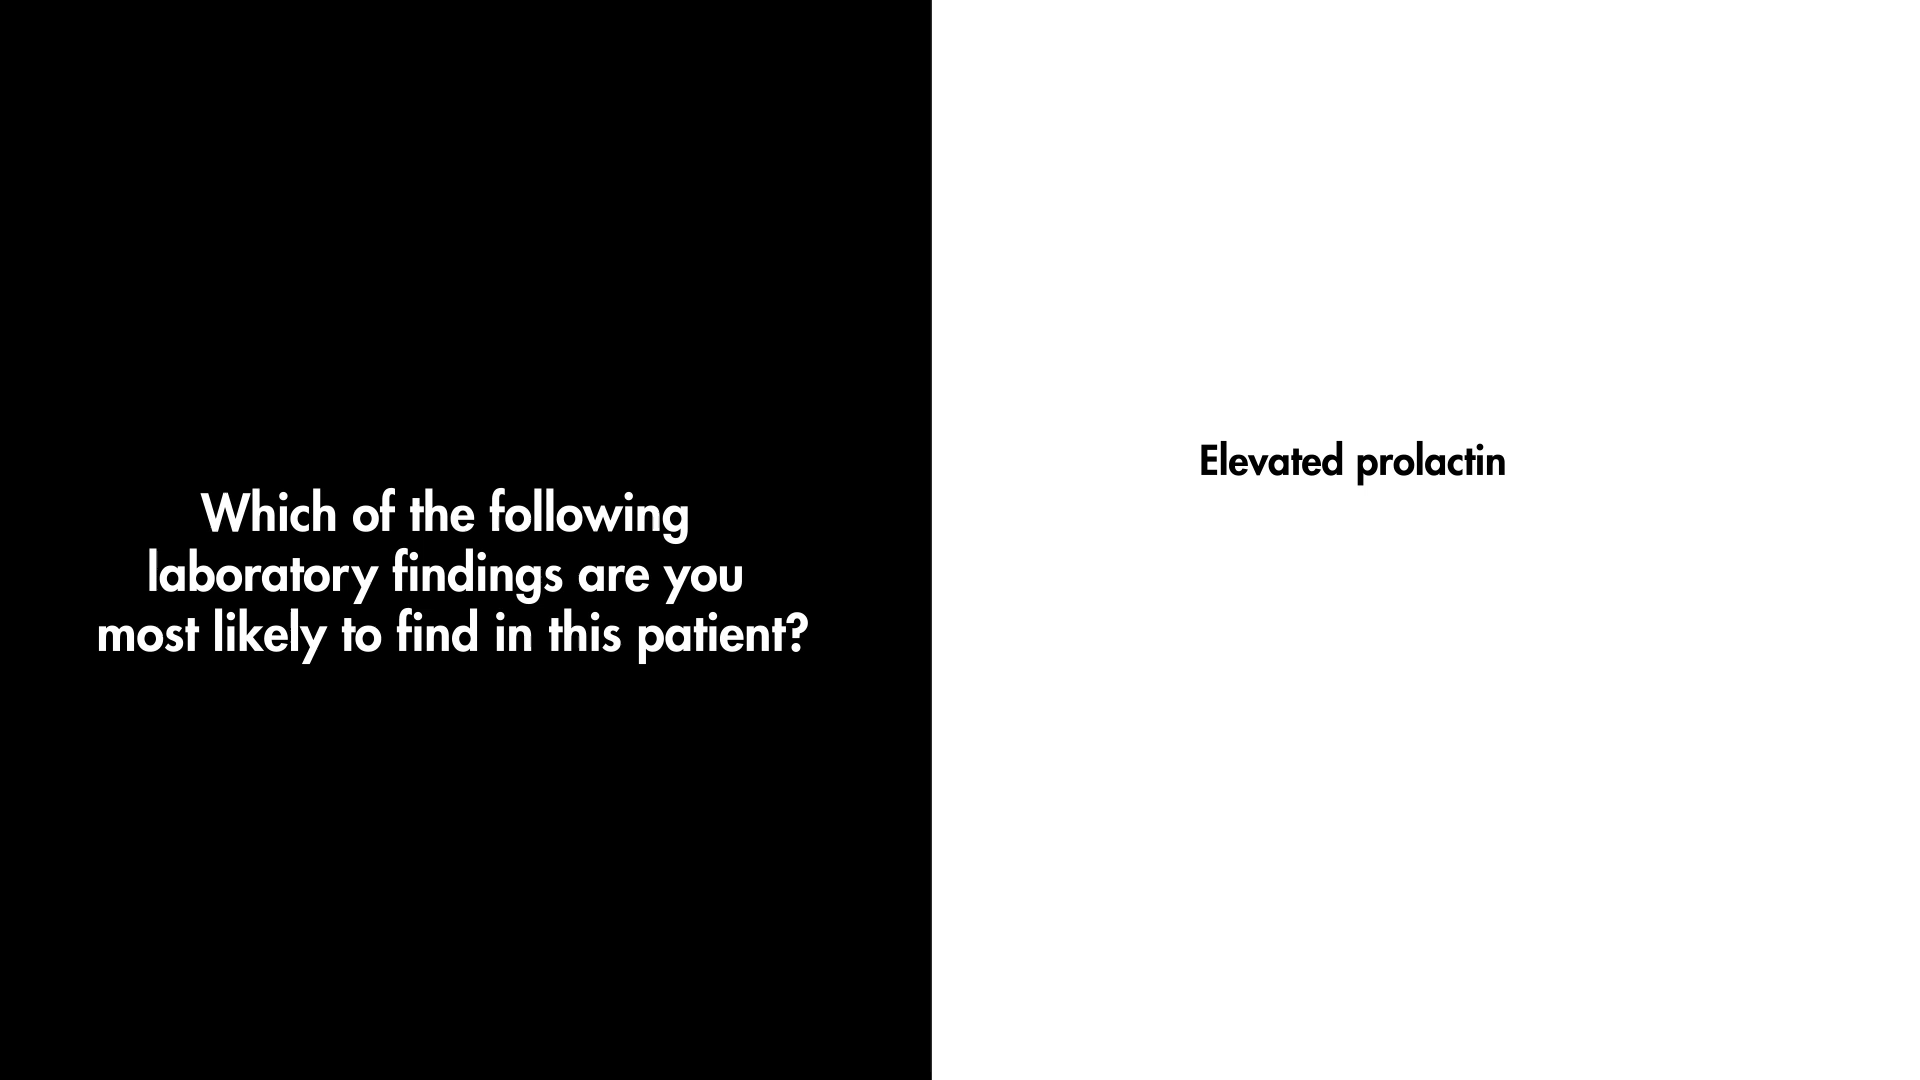 Which of the following
laboratory findings are you
most likely to find in this patient?
Elevated prolactin